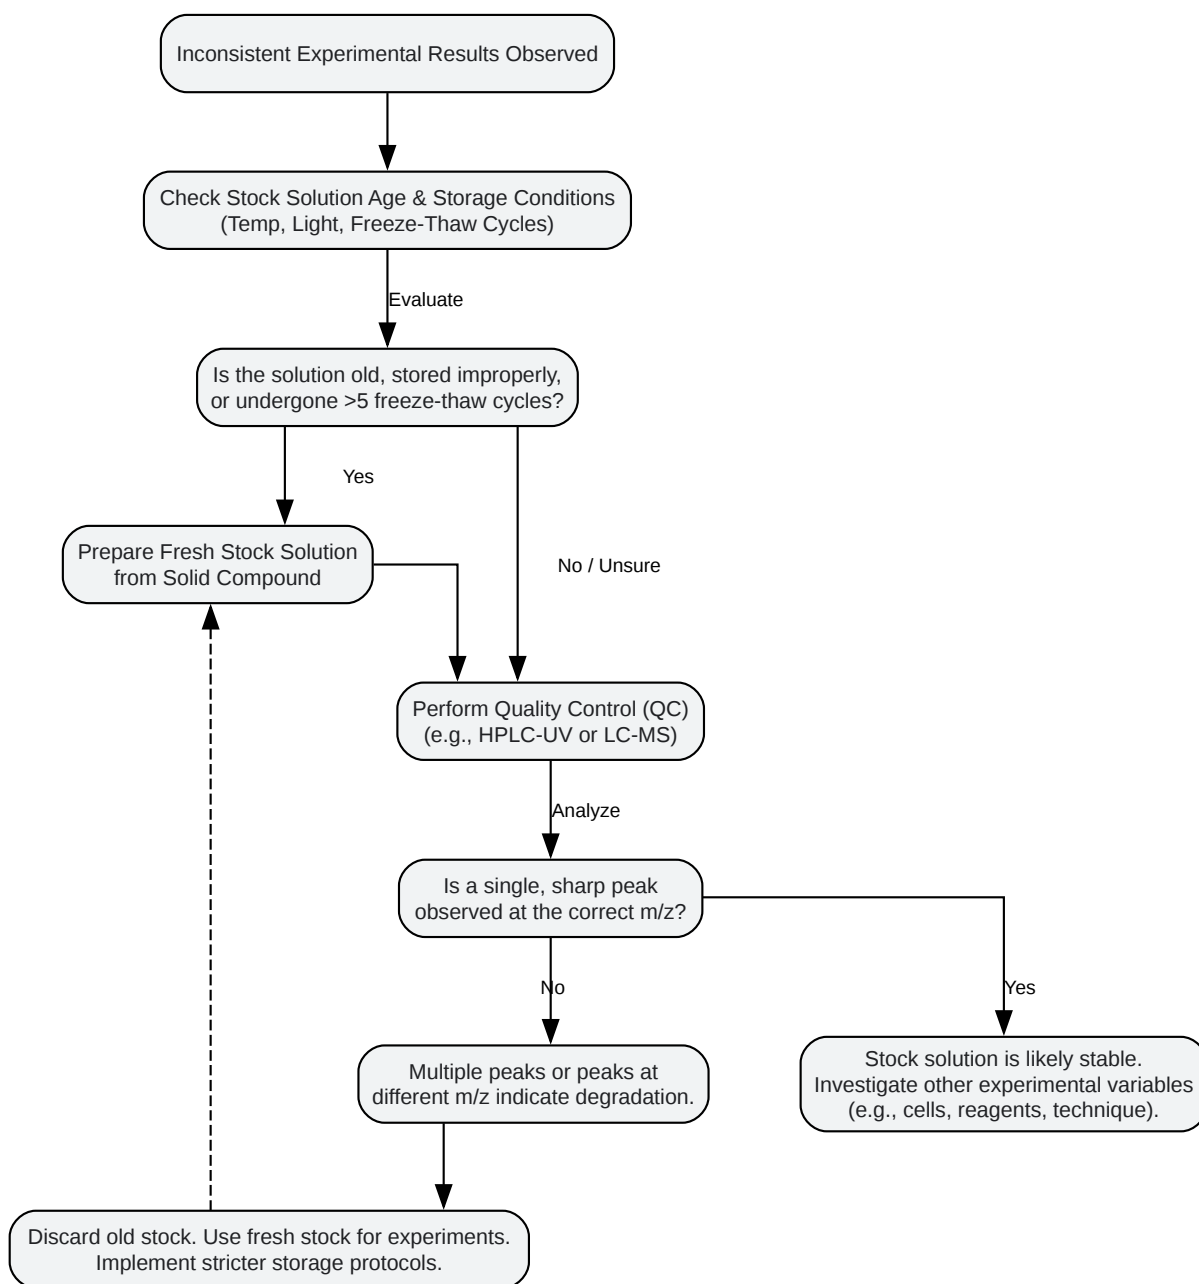 Inconsistent Experimental Results Observed
Check Stock Solution Age & Storage Conditions
(Temp, Light, Freeze-Thaw Cycles)
Evaluate
Is the solution old, stored improperly,
or undergone >5 freeze-thaw cycles?
Yes
Prepare Fresh Stock Solution
from Solid Compound
No / Unsure
Perform Quality Control (QC)
(e.g., HPLC-UV or LC-MS)
Analyze
Is a single, sharp peak
observed at the correct m/z?
No
Yes
Multiple peaks or peaks at
different m/z indicate degradation.
Stock solution is likely stable.
Investigate other experimental variables
(e.g., cells, reagents, technique).
Discard old stock. Use fresh stock for experiments.
Implement stricter storage protocols.